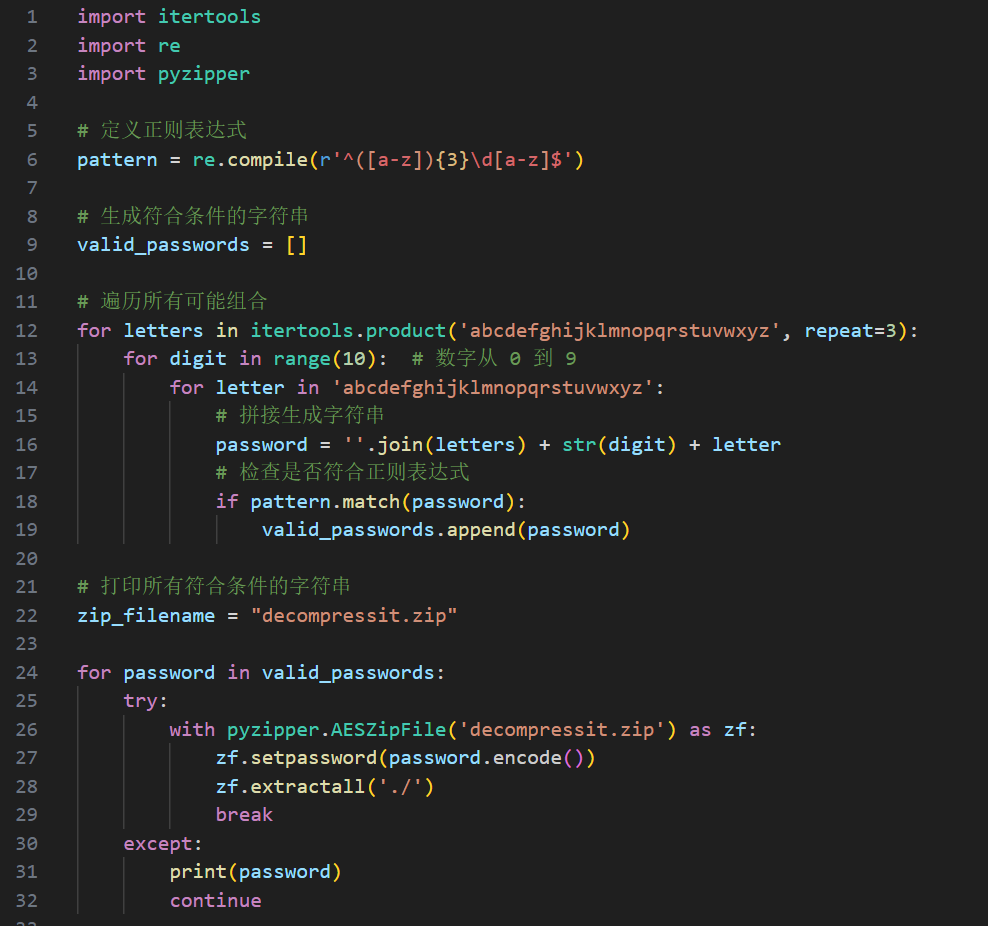 1 import itertools
2 import re
3 import pyzipper
4
5 # 定义正则表达式
6 pattern = re.compile(r'^([a-z]){3}\d[a-z]$')
7
8 # 生成符合条件的字符串
9 valid_passwords = []
10
11 # 遍历所有可能组合
12 for letters in itertools.product('abcdefghijklmnopqrstuvwxyz', repeat=3):
13     for digit in range(10):  # 数字从 0 到 9
14         for letter in 'abcdefghijklmnopqrstuvwxyz':
15             # 拼接生成字符串
16             password = ''.join(letters) + str(digit) + letter
17             # 检查是否符合正则表达式
18             if pattern.match(password):
19                 valid_passwords.append(password)
20
21 # 打印所有符合条件的字符串
22 zip_filename = "decompressit.zip"
23
24 for password in valid_passwords:
25     try:
26         with pyzipper.AESZipFile('decompressit.zip') as zf:
27             zf.setpassword(password.encode())
28             zf.extractall('./')
29             break
30     except:
31         print(password)
32         continue